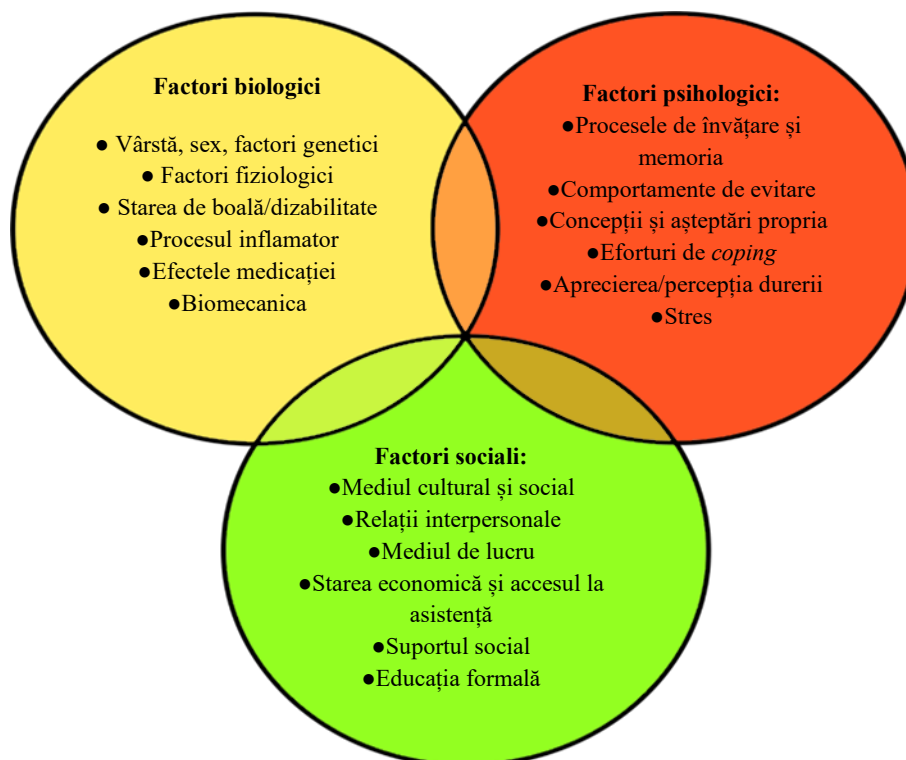 Factori biologici
● Vârstă, sex, factori genetici
● Factori fiziologici
● Starea de boală/dizabilitate
●Procesul inflamator
●Efectele medicației
●Biomecanica
Factori psihologici:
●Procesele de învățare și
memoria
●Comportamente de evitare
●Concepții și așteptări propria
●Eforturi de coping
●Aprecierea/percepția durerii
●Stres
Factori sociali:
●Mediul cultural și social
●Relații interpersonale
●Mediul de lucru
●Starea economică și accesul la
asistență
●Suportul social
●Educația formală